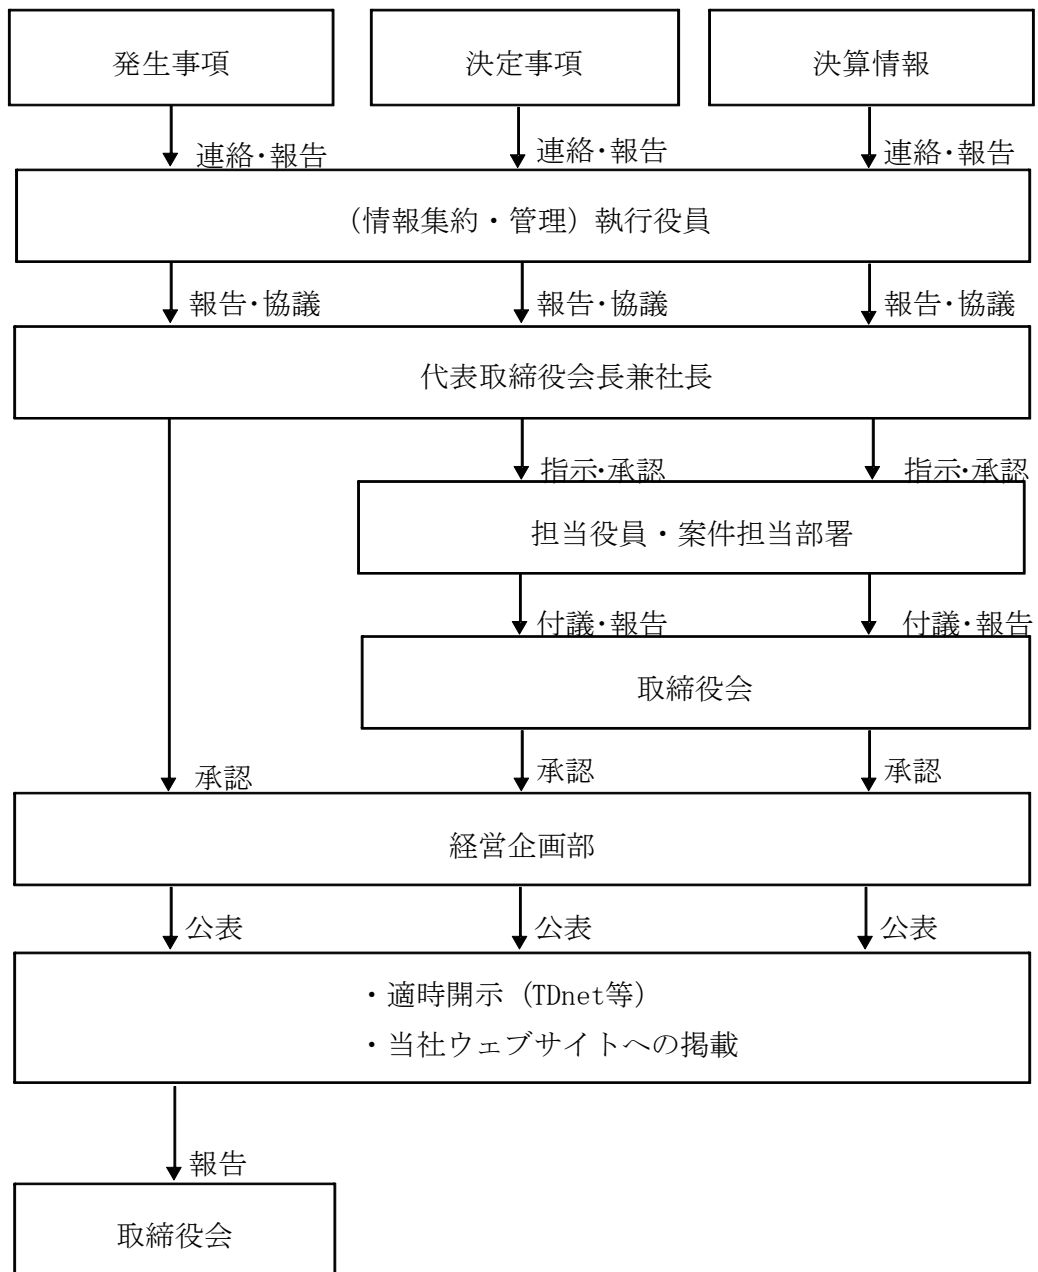 発生事項
決定事項
決算情報
連絡・報告
連絡・報告
連絡・報告
(情報集約・管理) 執行役員
報告・協議
報告・協議
報告・協議
代表取締役会長兼社長
指示・承認
指示・承認
担当役員・案件担当部署
付議・報告
付議・報告
取締役会
承認
承認
承認
経営企画部
公表
公表
公表
・適時開示 (TDnet等)
・当社ウェブサイトへの掲載
報告
取締役会